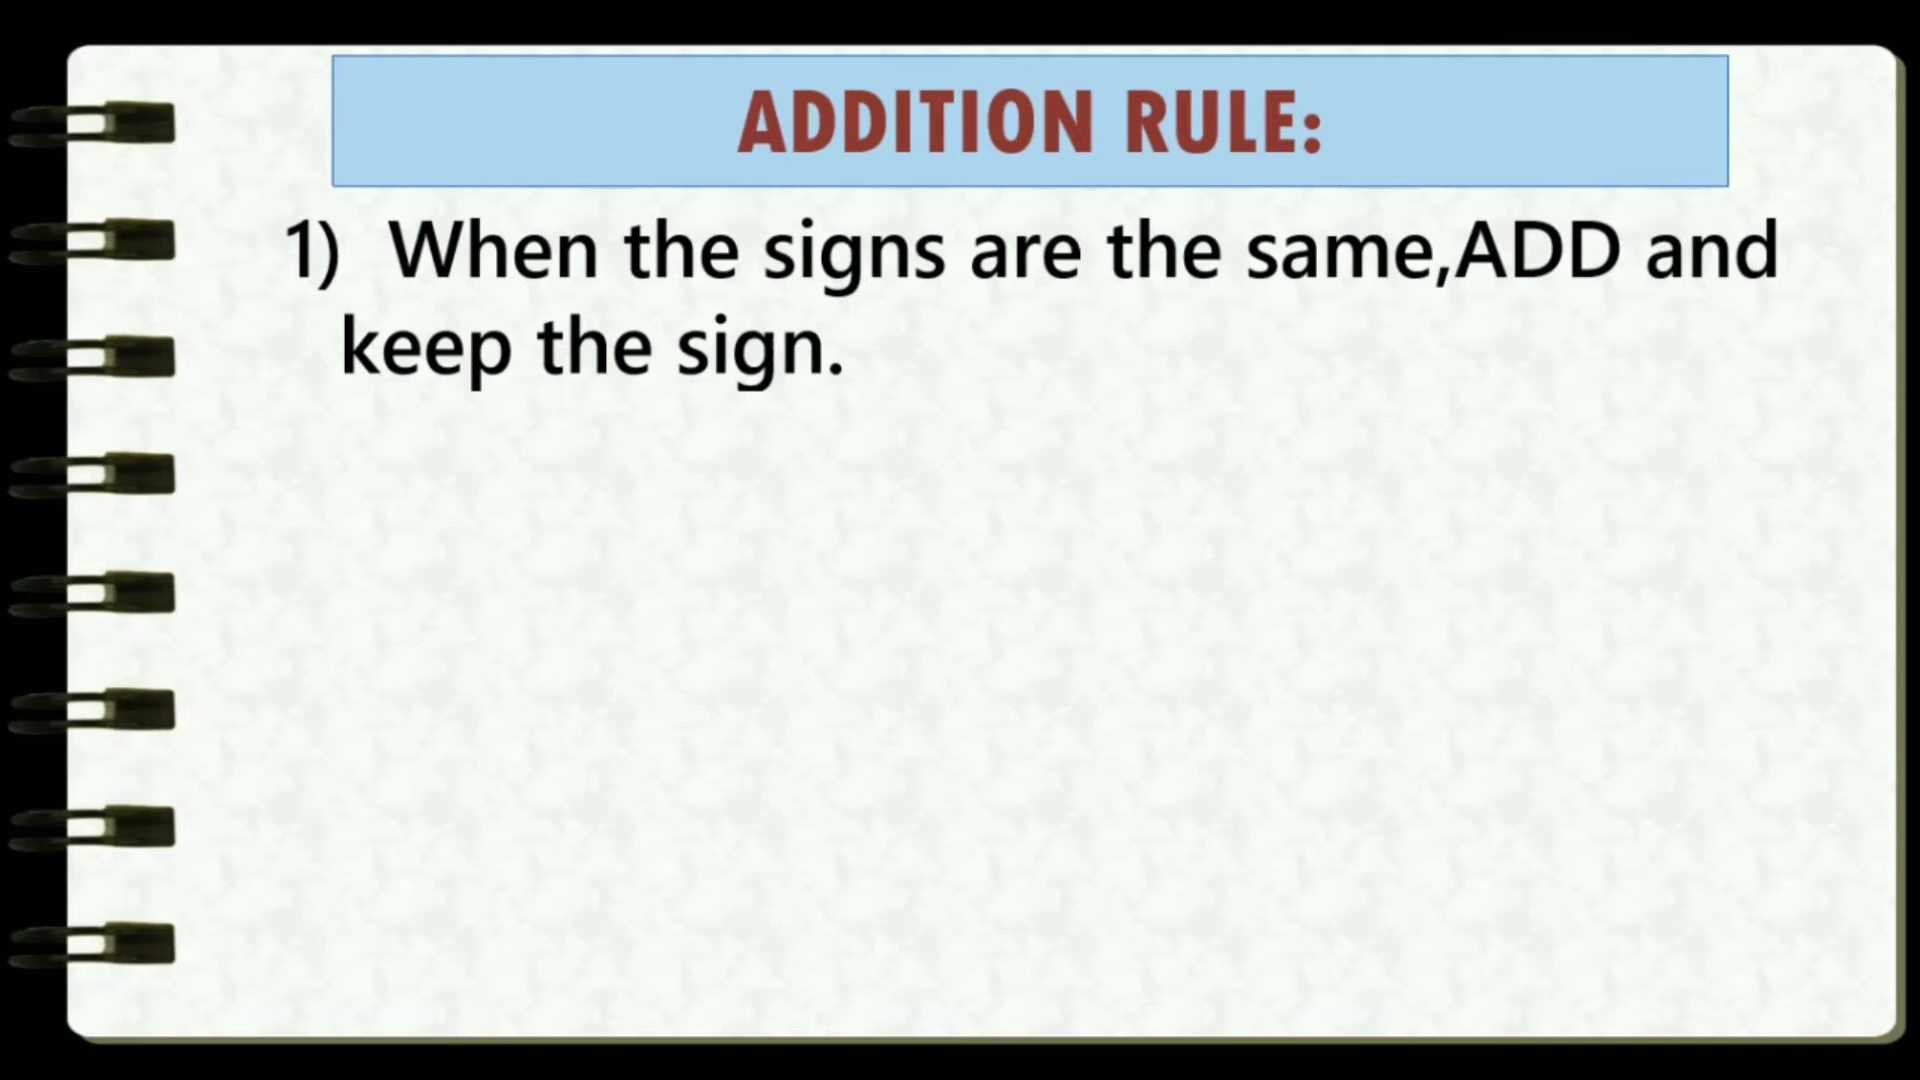 ADDITION RULE:
1) When the signs are the same,ADD and
keep the sign.